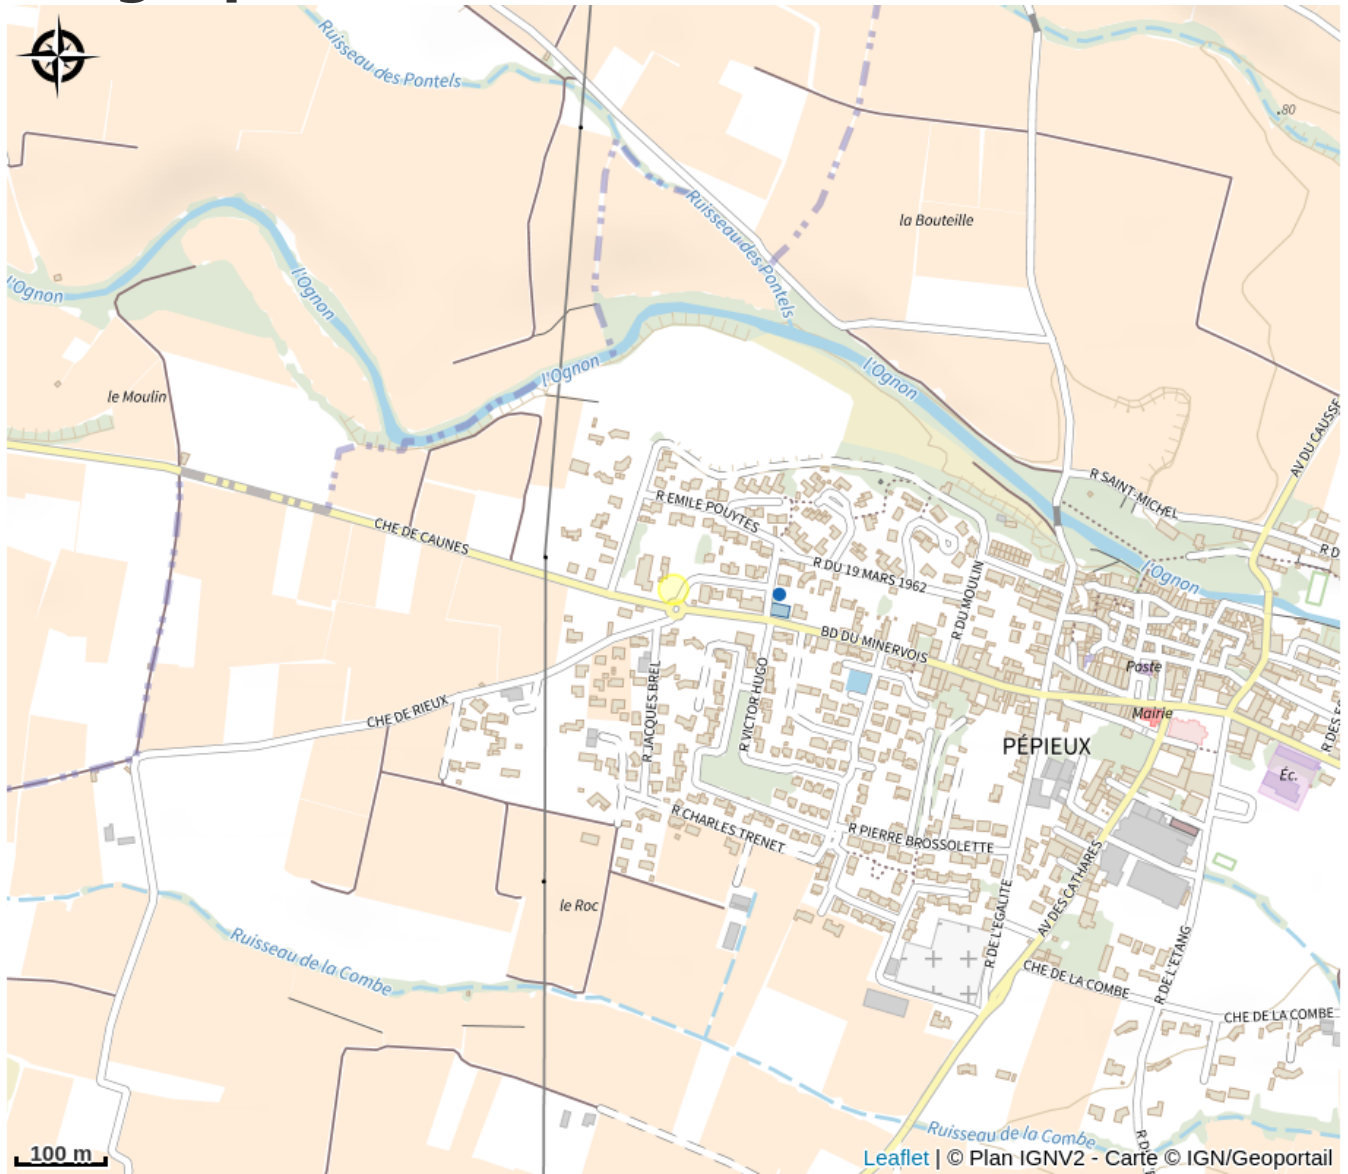 Ruisseau des Pontels
80
la Bouteille
Ruisseau des Pontels
l'Ognon
l'Ognon
l'Ognon
l'Ognon
le Moulin
AV DU CAUSSE
R SAINT-MICHEL
R EMILE POUYTES
CHE DE CAUNES
R DU 19 MARS 1962
R DU MOULIN
l'Ognon
R D
BD DU MINERVOIS
Poste
CHE DE RIEUX
R JACQUES BREL
R VICTOR HUGO
Mairie
PÉPIEUX
R DES E
Éc.
R CHARLES TRENET
R PIERRE BROSSOLETTE
AV DES CATHARES
le Roc
R DE L'EGALITE
Ruisseau de la Combe
CHE DE LA COMBE
R DE L'ETANG
CHE DE LA COMBE
Ruisseau de la Combe
100 m
Leaflet | © Plan IGNV2 - Carte © IGN/Geoportail